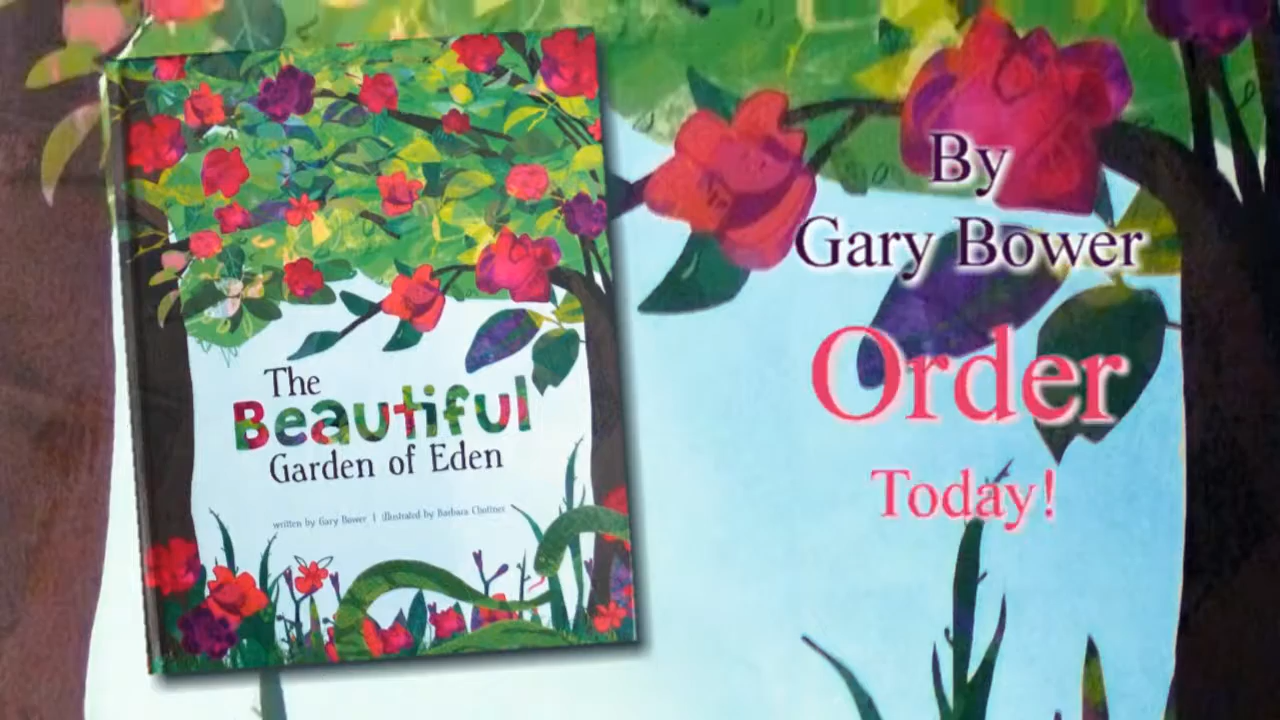 The
Beautiful
Garden of Eden
written by Gary Bower | illustrated by Barbara Chotiner
By
Gary Bower
Order
Today!